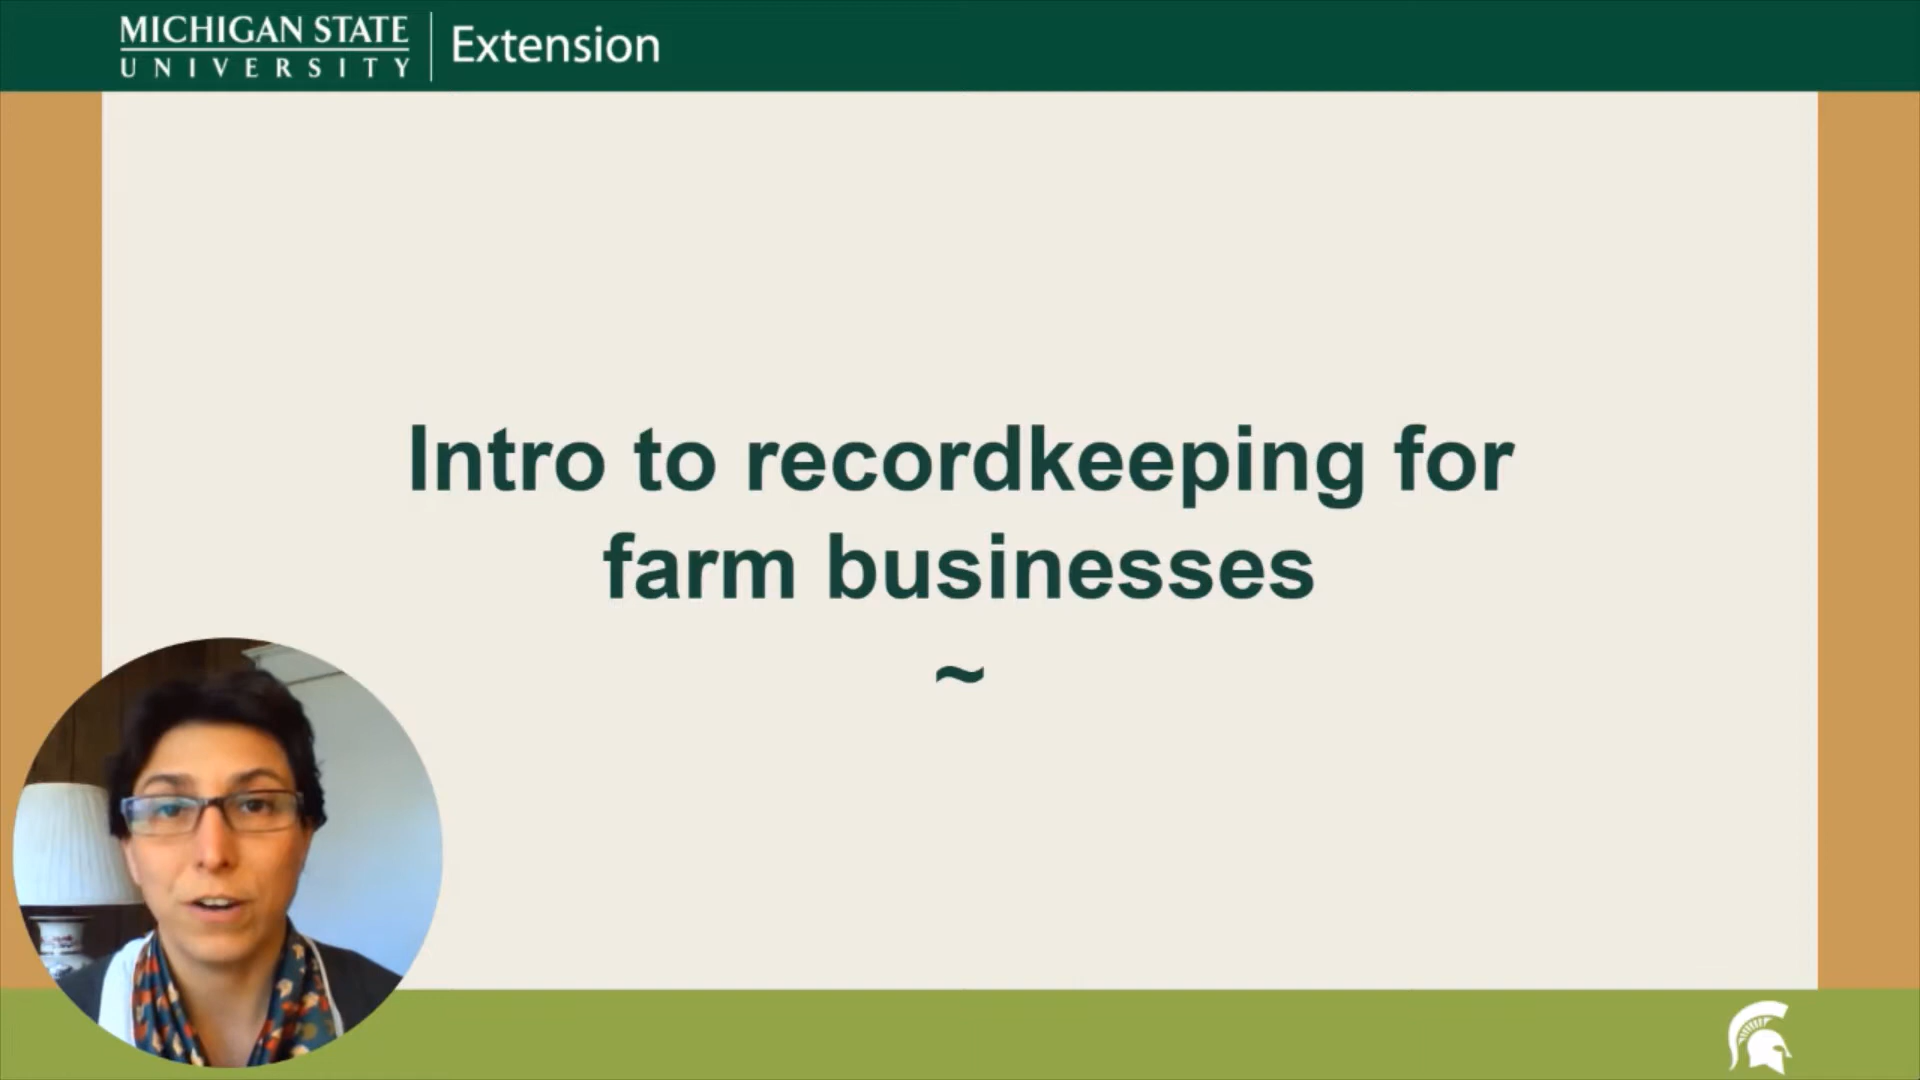 MICHIGAN STATE
UNIVERSITY
Extension
Intro to recordkeeping for
farm businesses
~